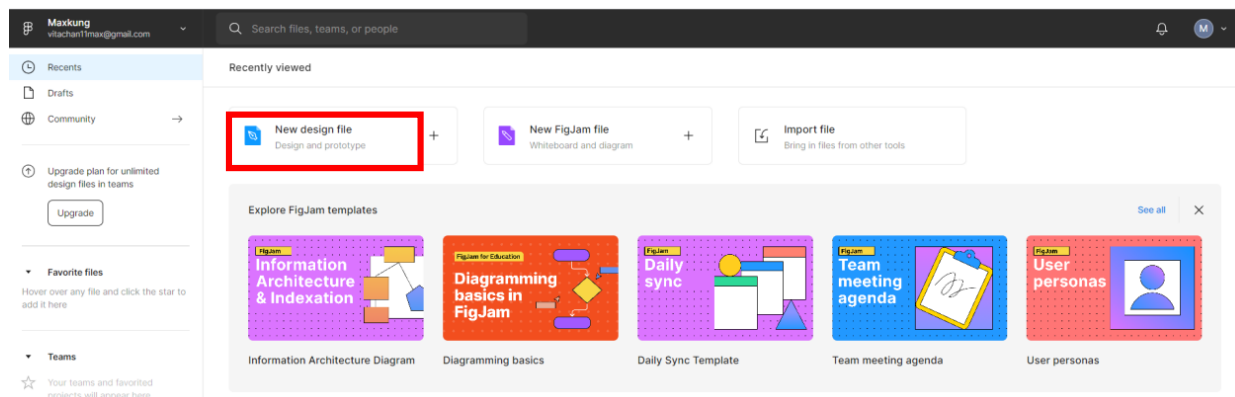 Maxkung
vitachan11max@gmail.com
Search files, teams, or people
M
Recents
Drafts
Community
Upgrade plan for unlimited
design files in teams
Upgrade
Favorite files
Hover over any file and click the star to
add it here
Teams
Your teams and favorited
projects will appear here
Recently viewed
New design file
Design and prototype
New FigJam file
Whiteboard and diagram
Import file
Bring in files from other tools
Explore FigJam templates
See all
FigJam
Information
Architecture
& Indexation
Information Architecture Diagram
FigJam for Education
Diagramming
basics in
FigJam
Diagramming basics
FigJam
Daily
sync
Daily Sync Template
FigJam
Team
meeting
agenda
Team meeting agenda
FigJam
User
personas
User personas